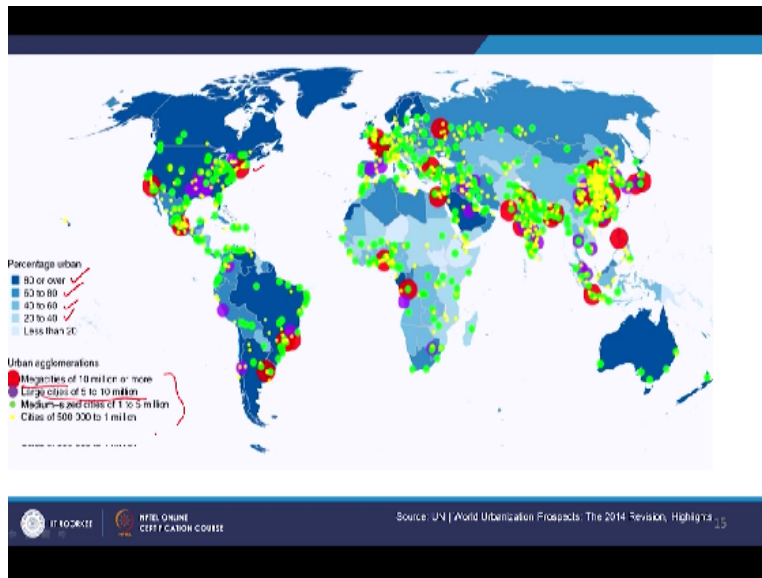 Percentage urban
80 or over
60 to 80
40 to 60
20 to 40
Less than 20
Urban agglomerations
Megacities of 10 million or more
Large cities of 5 to 10 million
Medium-sized cities of 1 to 5 million
Cities of 500 000 to 1 million
IIT ROORKEE
NPTEL ONLINE
CERTIFICATION COURSE
Source: UN | World Urbanization Prospects: The 2014 Revision, Highlights
15